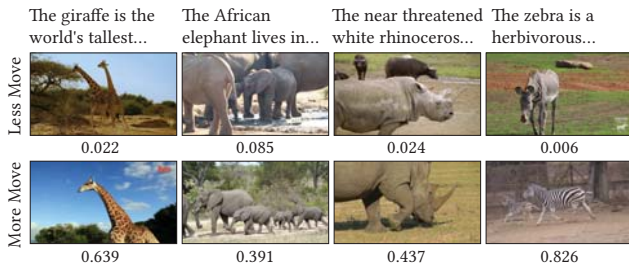 The giraffe is the
world's tallest...
The African
elephant lives in...
The near threatened
white rhinoceros...
The zebra is a
herbivorous...
Less Move
0.022
0.085
0.024
0.006
More Move
0.639
0.391
0.437
0.826